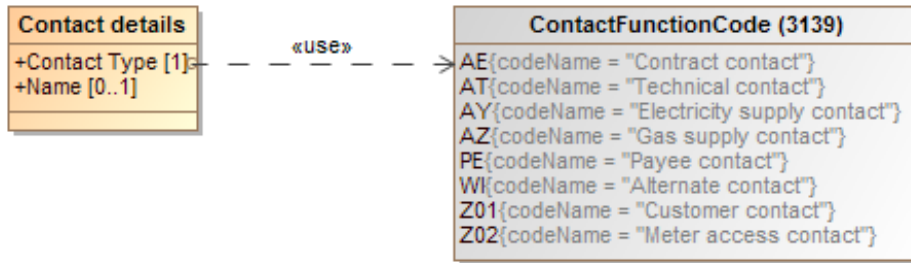 Contact details
+Contact Type [1]
+Name [0..1]
«use»
ContactFunctionCode (3139)
AE{codeName = "Contract contact"}
AT{codeName = "Technical contact"}
AY{codeName = "Electricity supply contact"}
AZ{codeName = "Gas supply contact"}
PE{codeName = "Payee contact"}
WI{codeName = "Alternate contact"}
Z01{codeName = "Customer contact"}
Z02{codeName = "Meter access contact"}